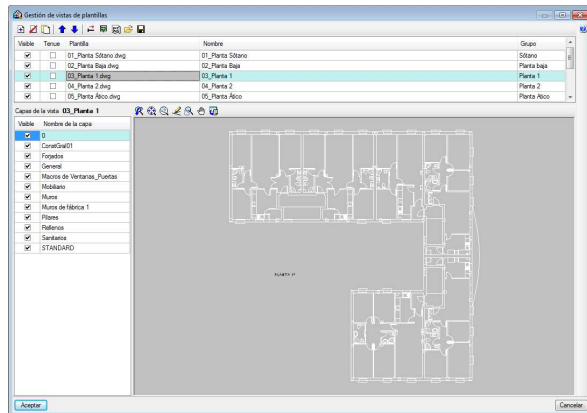 Gestión de vistas de plantillas
Visible Tenue Plantilla Nombre Grupo
01_Planta Sótano.dwg 01_Planta Sótano Sótano
02_Planta Baja.dwg 02_Planta Baja Planta baja
03_Planta 1.dwg 03_Planta 1 Planta 1
04_Planta 2.dwg 04_Planta 2 Planta 2
05_Planta Ático.dwg 05_Planta Ático Planta Ático
Capas de la vista 03_Planta 1
Visible Nombre de la capa
0
ConstGral01
Forjados
General
Macros de Ventanas_Puertas
Mobiliario
Muros
Muros de fábrica 1
Pilares
Rellenos
Sanitarios
STANDARD
Aceptar Cancelar